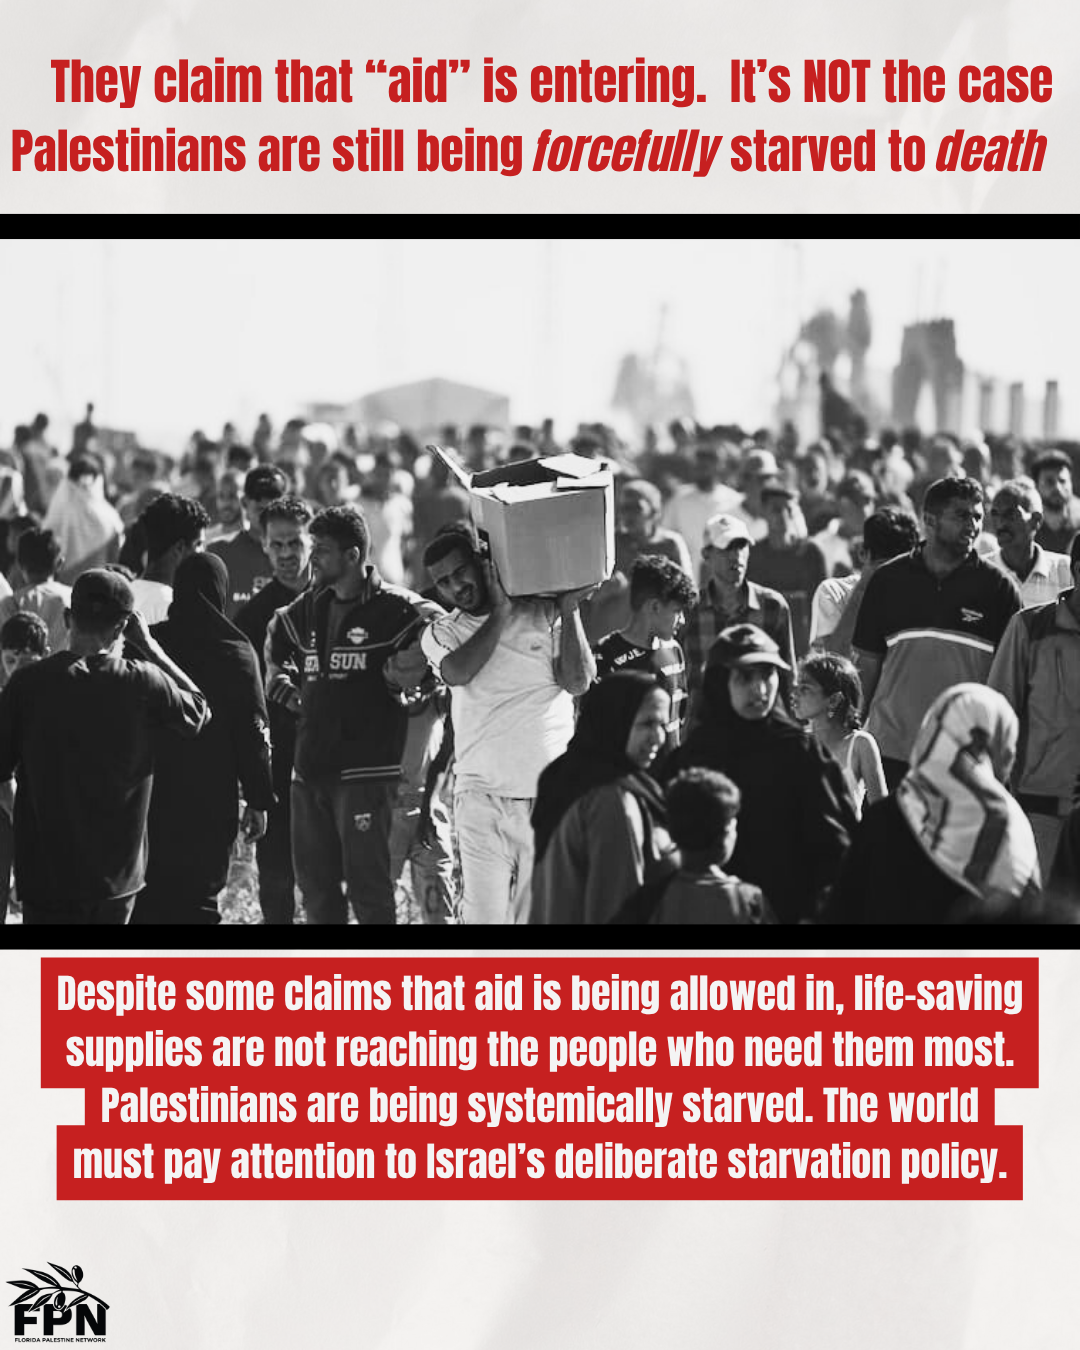 They claim that “aid” is entering.  It’s NOT the case
Palestinians are still being forcefully starved to death
SUN
Despite some claims that aid is being allowed in, life-saving
supplies are not reaching the people who need them most.
Palestinians are being systemically starved. The world
must pay attention to Israel’s deliberate starvation policy.
FPN
FLORIDA PALESTINE NETWORK